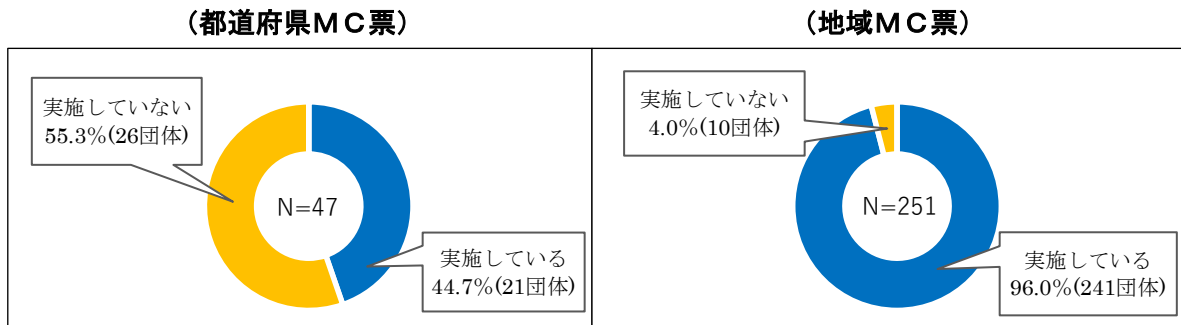 （都道府県ＭＣ票）
実施していない
55.3%(26団体)
N=47
実施している
44.7%(21団体)
（地域ＭＣ票）
実施していない
4.0%(10団体)
N=251
実施している
96.0%(241団体)